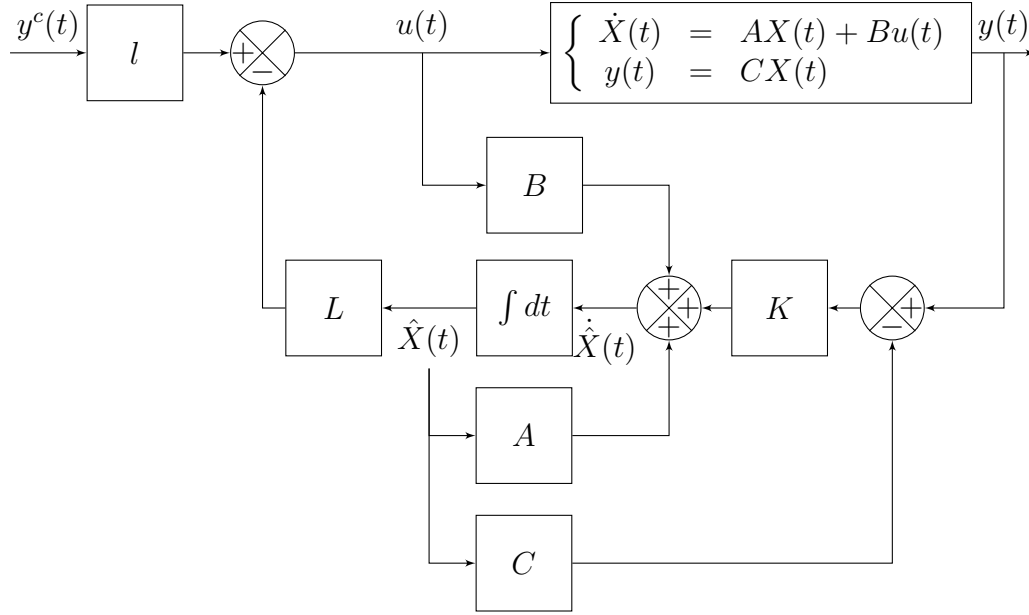 y^c(t)
l
+
−
u(t)
Ẋ(t) = AX(t) + Bu(t)
y(t) = CX(t)
y(t)
B
L
X̂(t)
∫ dt
Ẋ̂(t)
+
+
+
K
+
−
A
C